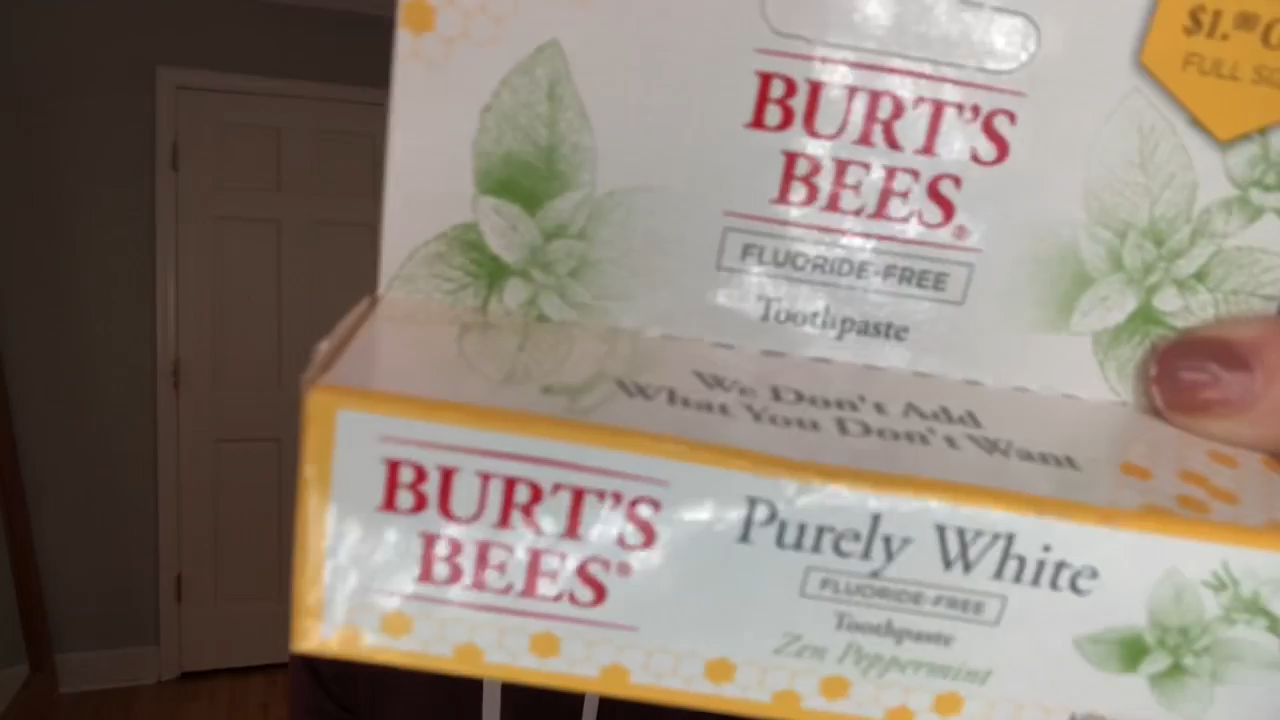 $1.00
FULL
BURT'S
BEES®
FLUORIDE-FREE
Toothpaste
We Don't Add
What You Don't Want
BURT'S
BEES®
Purely White
FLUORIDE-FREE
Toothpaste
Zen Peppermint